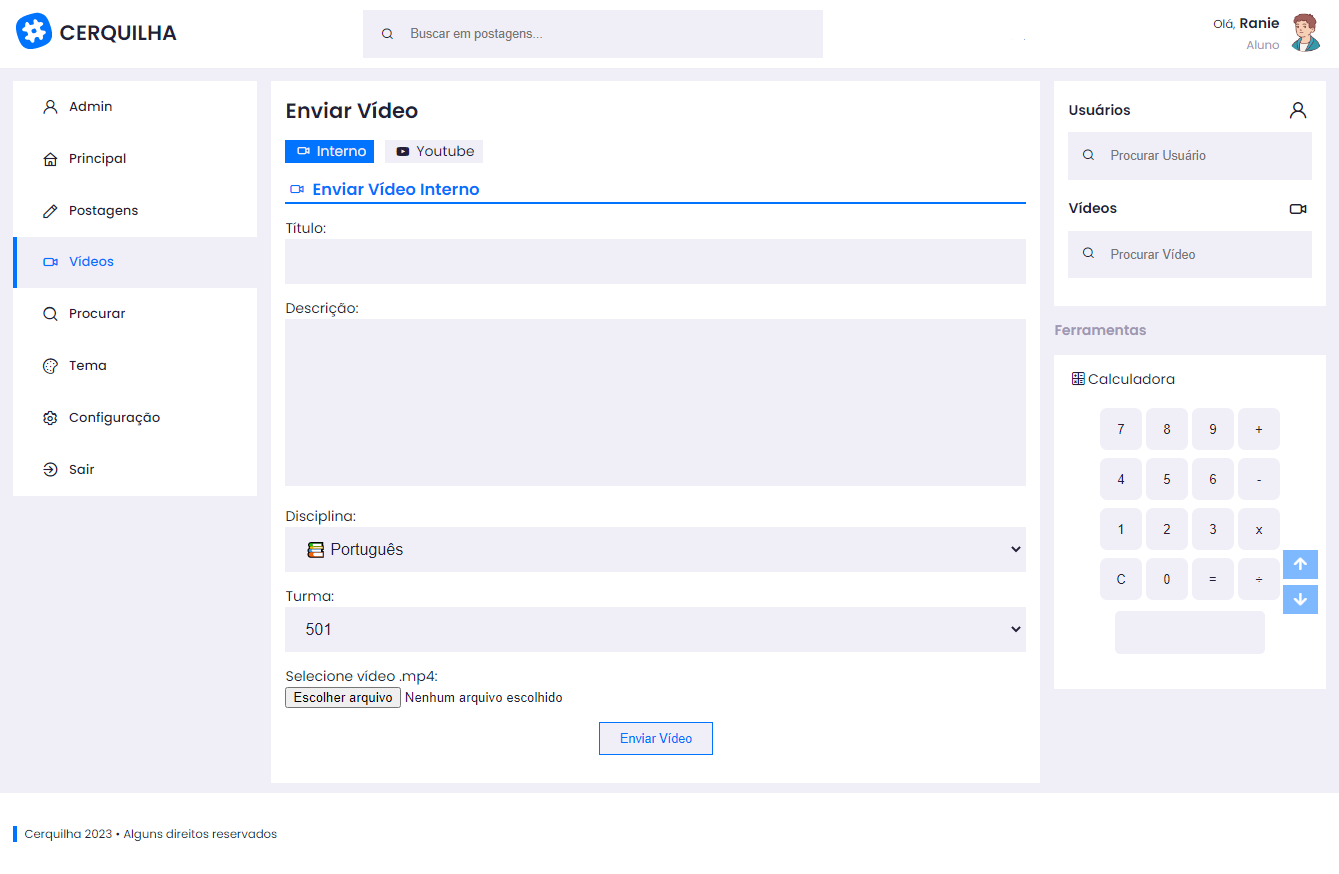 CERQUILHA
Buscar em postagens...
Olá, Ranie
Aluno
Admin
Principal
Postagens
Vídeos
Procurar
Tema
Configuração
Sair
Enviar Vídeo
Interno
Youtube
Enviar Vídeo Interno
Título:
Descrição:
Disciplina:
Português
Turma:
501
Selecione vídeo .mp4:
Escolher arquivo Nenhum arquivo escolhido
Enviar Vídeo
Usuários
Procurar Usuário
Vídeos
Procurar Vídeo
Ferramentas
Calculadora
7 8 9 +
4 5 6 -
1 2 3 x
C 0 = ÷
Cerquilha 2023 • Alguns direitos reservados